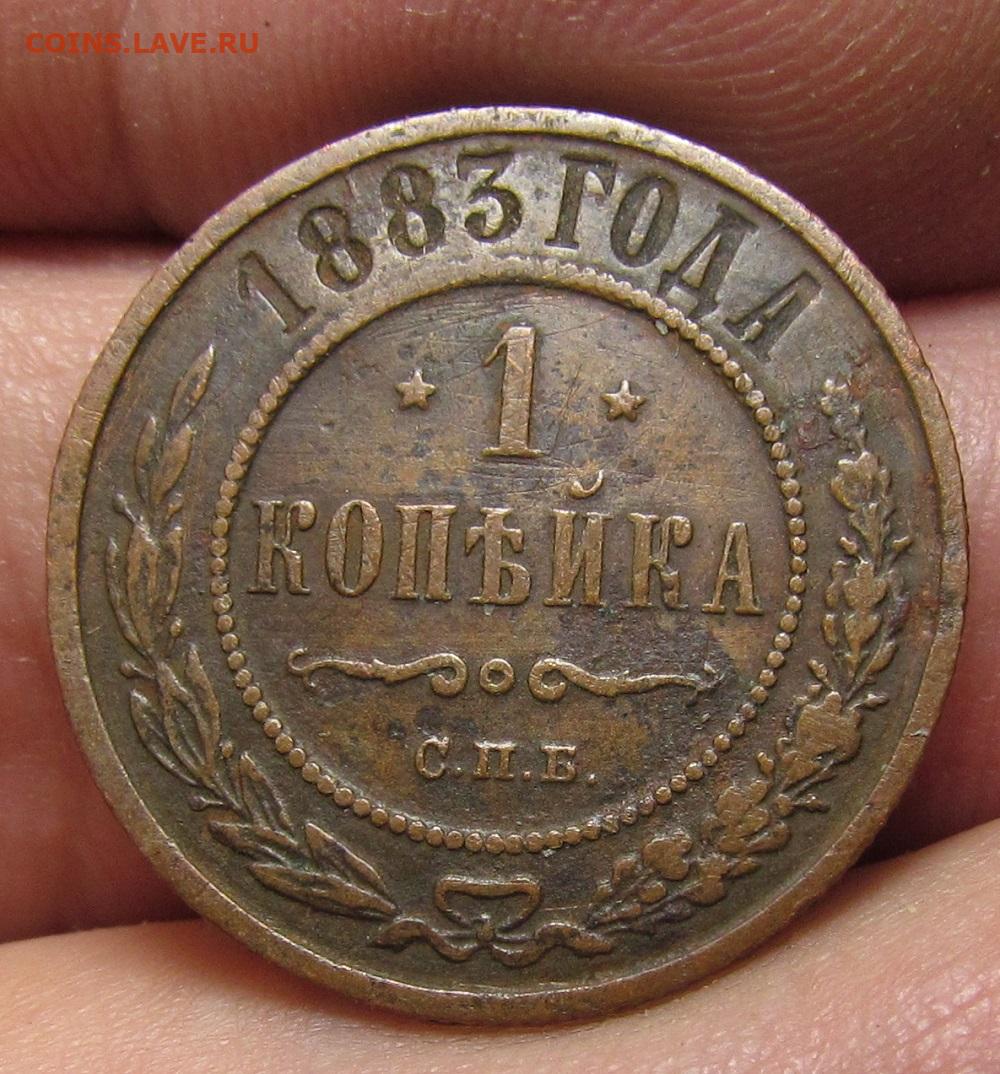 COINS.LAVE.RU
1883 ГОДА
1
КОПѢЙКА
С.П.Б.